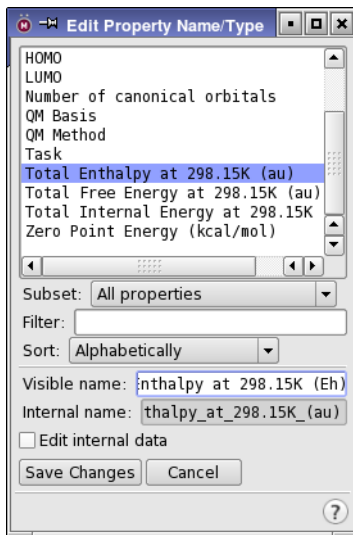 Edit Property Name/Type
HOMO
LUMO
Number of canonical orbitals
QM Basis
QM Method
Task
Total Enthalpy at 298.15K (au)
Total Free Energy at 298.15K (au)
Total Internal Energy at 298.15K
Zero Point Energy (kcal/mol)
Subset: All properties
Filter:
Sort: Alphabetically
Visible name: Enthalpy at 298.15K (Eh)
Internal name: thalpy_at_298.15K_(au)
Edit internal data
Save Changes Cancel
?